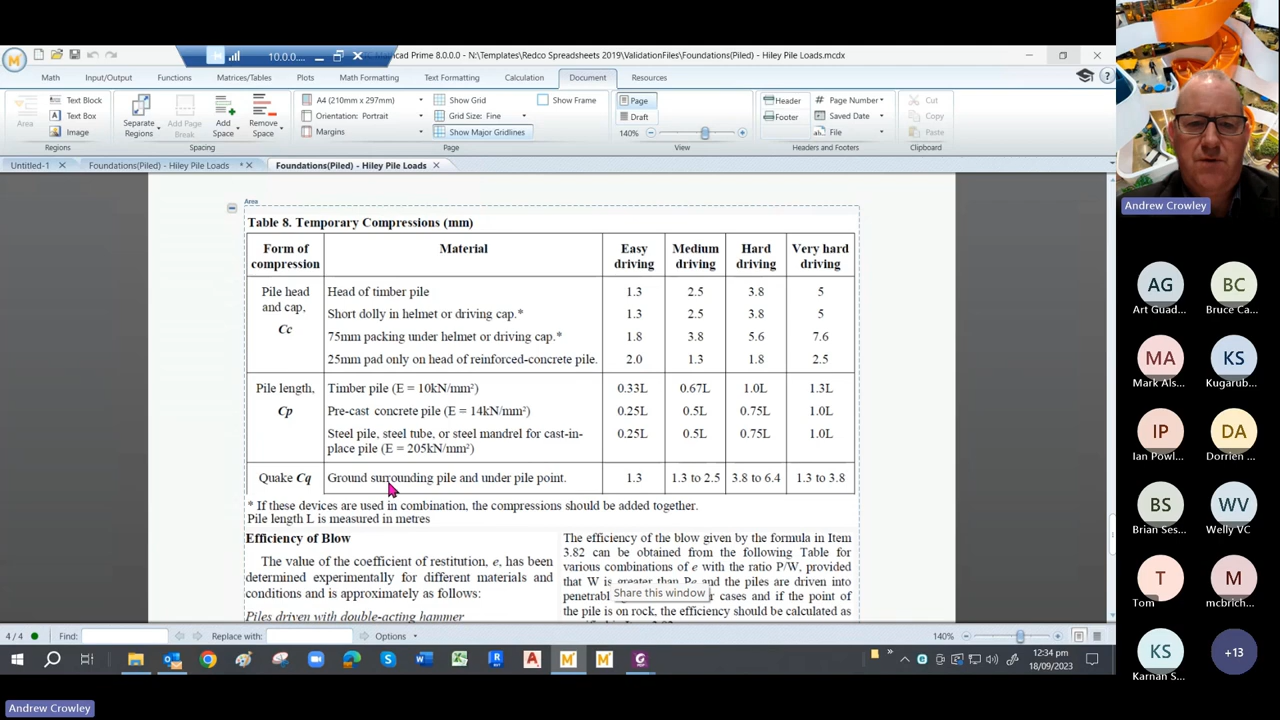 10.0.0...
Mathcad Prime 8.0.0.0 - N:\Templates\Redco Spreadsheets 2019\ValidationFiles\Foundations(Piled) - Hiley Pile Loads.mcdx
Math Input/Output Functions Matrices/Tables Plots Math Formatting Text Formatting Calculation Document Resources
Area
Text Block
Text Box
Image
Regions
Separate Regions
Add Page Break
Add Space
Remove Space
Spacing
A4 (210mm x 297mm)
Orientation: Portrait
Margins
Show Grid
Grid Size: Fine
Show Major Gridlines
Show Frame
Page
Page
Draft
140%
View
Header
Footer
Page Number
Saved Date
File
Headers and Footers
Cut
Copy
Paste
Clipboard
Untitled-1 Foundations(Piled) - Hiley Pile Loads * Foundations(Piled) - Hiley Pile Loads
Area
Table 8. Temporary Compressions (mm)
Form of compression Material Easy driving Medium driving Hard driving Very hard driving
Pile head and cap, Cc
Head of timber pile 1.3 2.5 3.8 5
Short dolly in helmet or driving cap.* 1.3 2.5 3.8 5
75mm packing under helmet or driving cap.* 1.8 3.8 5.6 7.6
25mm pad only on head of reinforced-concrete pile. 2.0 1.3 1.8 2.5
Pile length, Cp
Timber pile (E = 10kN/mm²) 0.33L 0.67L 1.0L 1.3L
Pre-cast concrete pile (E = 14kN/mm²) 0.25L 0.5L 0.75L 1.0L
Steel pile, steel tube, or steel mandrel for cast-in-
place pile (E = 205kN/mm²) 0.25L 0.5L 0.75L 1.0L
Quake Cq Ground surrounding pile and under pile point. 1.3 1.3 to 2.5 3.8 to 6.4 1.3 to 3.8
* If these devices are used in combination, the compressions should be added together.
Pile length L is measured in metres
Efficiency of Blow
The value of the coefficient of restitution, e, has been
determined experimentally for different materials and
conditions and is approximately as follows:
Piles driven with double-acting hammer
The efficiency of the blow given by the formula in Item
3.82 can be obtained from the following Table for
various combinations of e with the ratio P/W, provided
that W is greater than Pe and the piles are driven into
penetrabl r cases and if the point of
the pile is on rock, the efficiency should be calculated as
Share this window
4 / 4 Find: Replace with: Options 140%
12:34 pm
18/09/2023
Andrew Crowley
Andrew Crowley
AG
Art Guad...
BC
Bruce Ca...
MA
Mark Als...
KS
Kugarub...
IP
Ian Powl...
DA
Dorrien ...
BS
Brian Ses...
WV
Welly VC
T
Tom
M
mcbrich...
KS
Karnan S...
+13